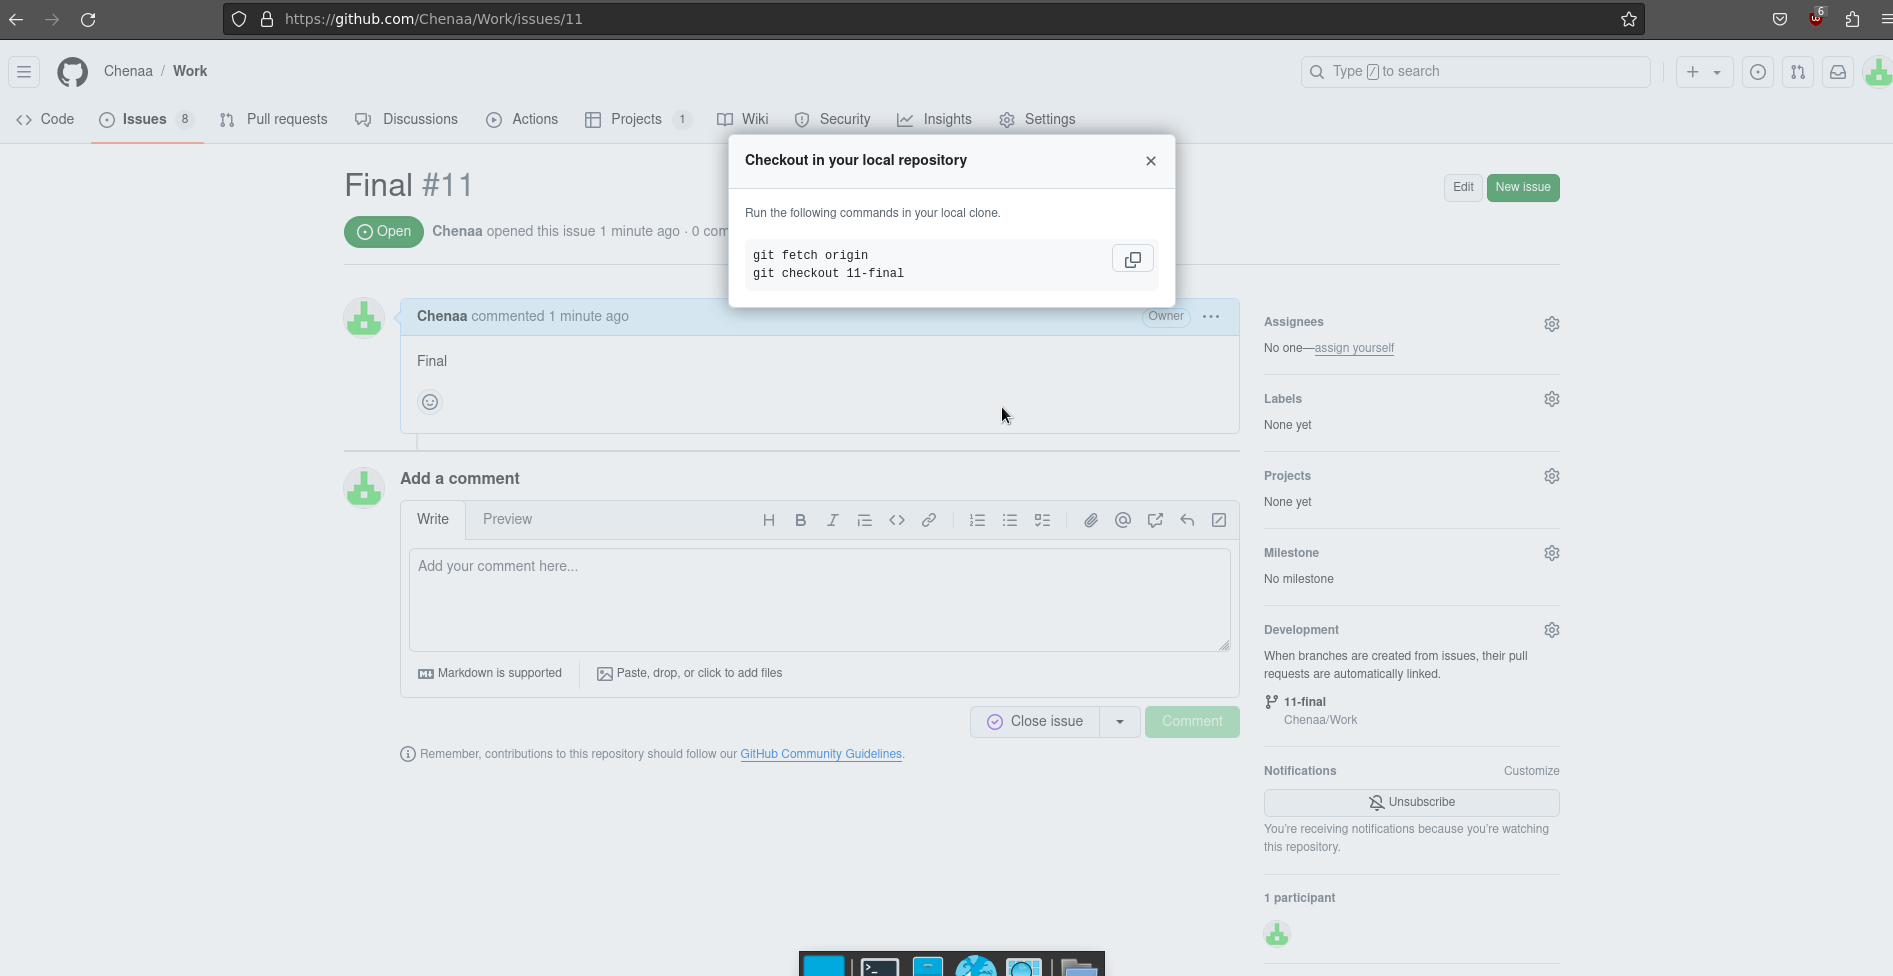 https://github.com/Chenaa/Work/issues/11
6
Chenaa / Work
Type / to search
Code
Issues 8
Pull requests
Discussions
Actions
Projects 1
Wiki
Security
Insights
Settings
Checkout in your local repository
Run the following commands in your local clone.
git fetch origin
git checkout 11-final
Final #11
Edit
New issue
Open
Chenaa opened this issue 1 minute ago · 0 com
Chenaa commented 1 minute ago
Owner
Final
Add a comment
Write
Preview
Add your comment here...
Markdown is supported
Paste, drop, or click to add files
Close issue
Comment
Remember, contributions to this repository should follow our GitHub Community Guidelines.
Assignees
No one—assign yourself
Labels
None yet
Projects
None yet
Milestone
No milestone
Development
When branches are created from issues, their pull
requests are automatically linked.
11-final
Chenaa/Work
Notifications
Customize
Unsubscribe
You're receiving notifications because you're watching
this repository.
1 participant